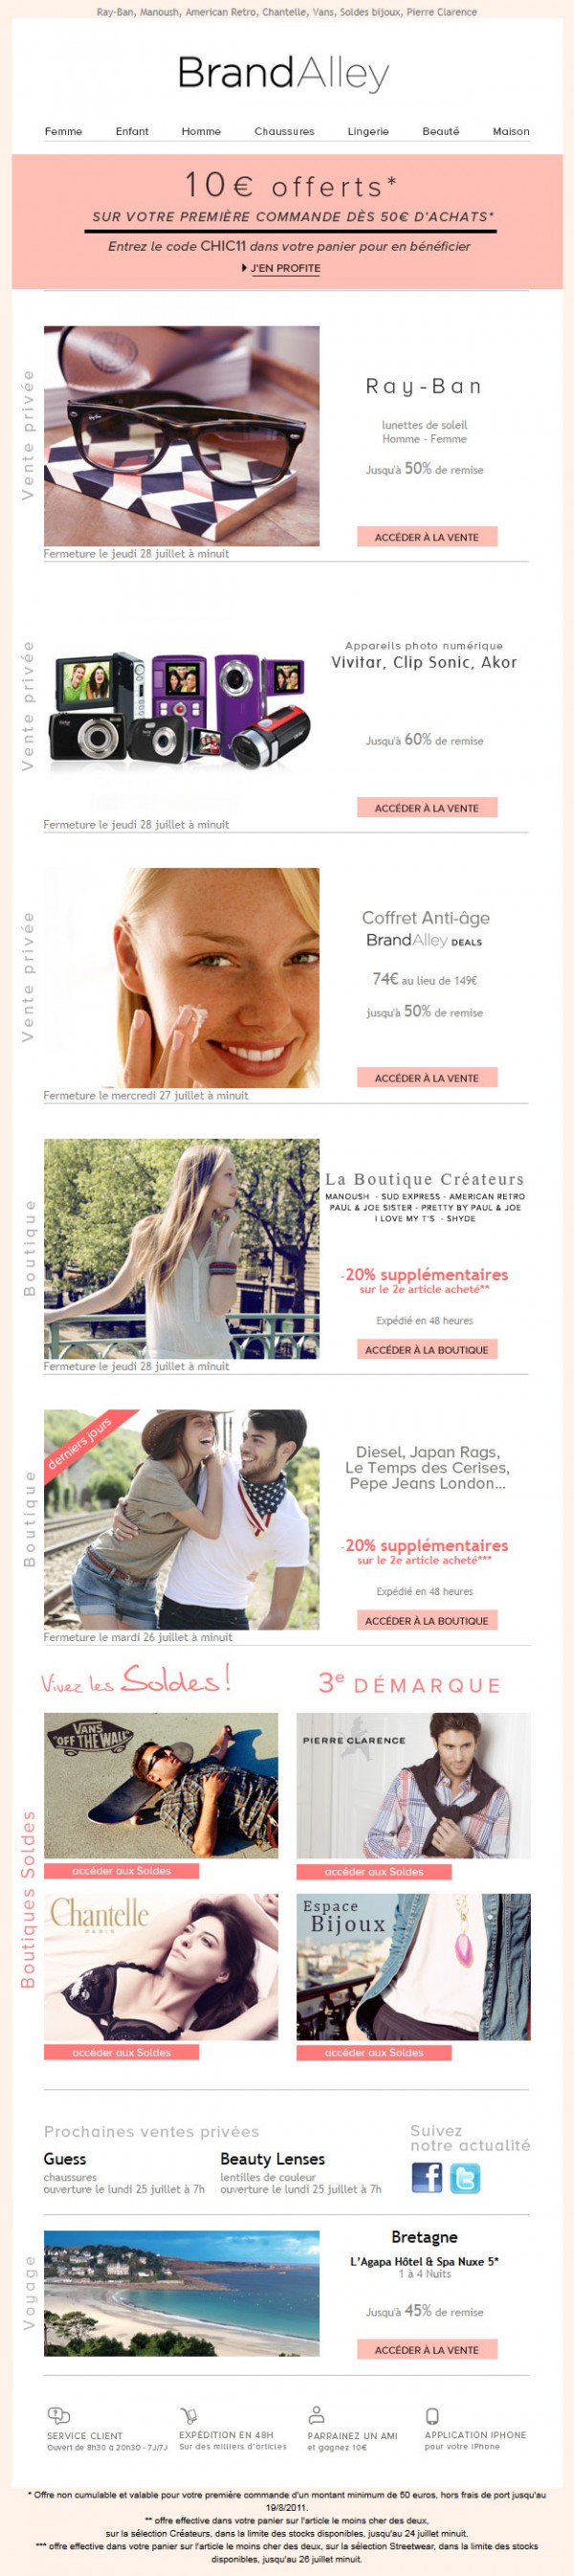 Ray-Ban, Manoush, American Retro, Chantelle, Vans, Soldes bijoux, Pierre Clarence
BrandAlley
Femme Enfant Homme Chaussures Lingerie Beauté Maison
10€ offerts*
SUR VOTRE PREMIÈRE COMMANDE DÈS 50€ D'ACHATS*
Entrez le code CHIC11 dans votre panier pour en bénéficier
J'EN PROFITE
Vente privée
Ray-Ban
lunettes de soleil
Homme - Femme
Jusqu'à 50% de remise
ACCÉDER À LA VENTE
Fermeture le jeudi 28 juillet à minuit
Vente privée
Appareils photo numérique
Vivitar, Clip Sonic, Akor
Jusqu'à 60% de remise
ACCÉDER À LA VENTE
Fermeture le jeudi 28 juillet à minuit
Vente privée
Coffret Anti-âge
BrandAlley DEALS
74€ au lieu de 149€
jusqu'à 50% de remise
ACCÉDER À LA VENTE
Fermeture le mercredi 27 juillet à minuit
Boutique
La Boutique Créateurs
MANOUSH - SUD EXPRESS - AMERICAN RETRO
PAUL & JOE SISTER - PRETTY BY PAUL & JOE
I LOVE MY T'S - SHYDE
-20% supplémentaires
sur le 2e article acheté**
Expédié en 48 heures
ACCÉDER À LA BOUTIQUE
Fermeture le jeudi 28 juillet à minuit
Boutique
derniers jours
Diesel, Japan Rags,
Le Temps des Cerises,
Pepe Jeans London...
-20% supplémentaires
sur le 2e article acheté***
Expédié en 48 heures
ACCÉDER À LA BOUTIQUE
Fermeture le mardi 26 juillet à minuit
Vivez les Soldes !
3e DÉMARQUE
Boutiques Soldes
VANS
"OFF THE WALL"
PIERRE CLARENCE
accéder aux Soldes
accéder aux Soldes
Chantelle
PARIS
Espace
Bijoux
accéder aux Soldes
accéder aux Soldes
Prochaines ventes privées
Suivez
notre actualité
Guess
chaussures
ouverture le lundi 25 juillet à 7h
Beauty Lenses
lentilles de couleur
ouverture le lundi 25 juillet à 7h
Voyage
Bretagne
L'Agapa Hôtel & Spa Nuxe 5*
1 à 4 Nuits
Jusqu'à 45% de remise
ACCÉDER À LA VENTE
SERVICE CLIENT
Ouvert de 8h30 à 20h30 - 7J/7J
EXPÉDITION EN 48H
Sur des milliers d'articles
PARRAINEZ UN AMI
et gagnez 10€
APPLICATION IPHONE
pour votre iPhone
* Offre non cumulable et valable pour votre première commande d'un montant minimum de 50 euros, hors frais de port jusqu'au
19/8/2011.
** offre effective dans votre panier sur l'article le moins cher des deux,
sur la sélection Créateurs, dans la limite des stocks disponibles, jusqu'au 24 juillet minuit.
*** offre effective dans votre panier sur l'article le moins cher des deux, sur la sélection Streetwear, dans la limite des stocks
disponibles, jusqu'au 26 juillet minuit.